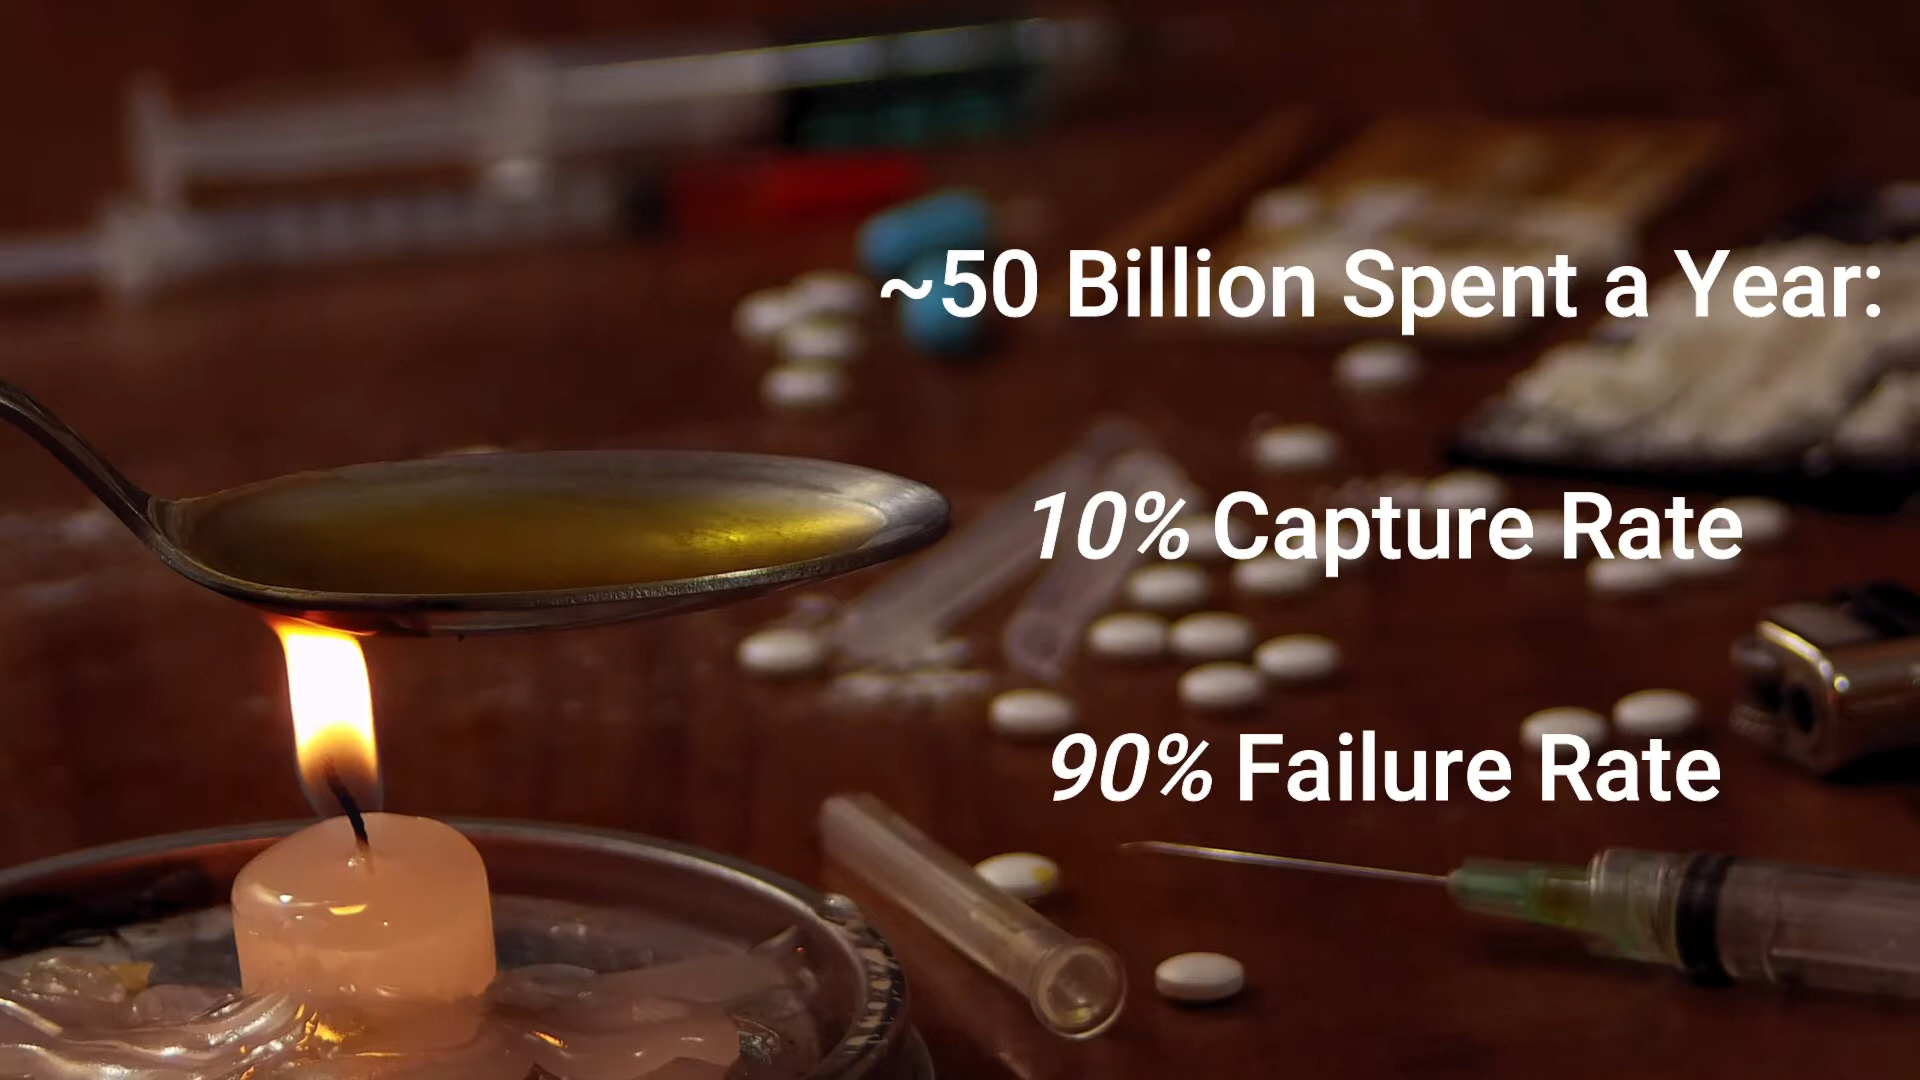 ~50 Billion Spent a Year:
10% Capture Rate
90% Failure Rate